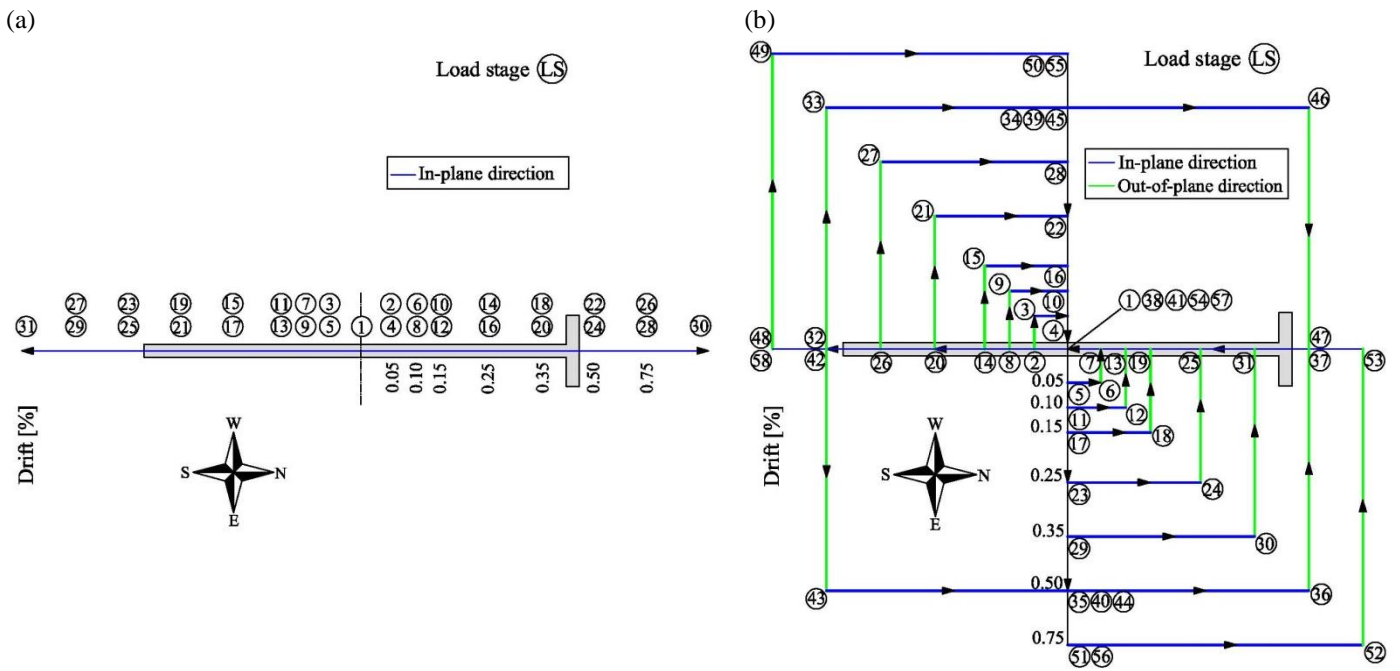 (a)
Load stage LS
In-plane direction
27 23 19 15 11 7 3 2 6 10 14 18 22 26
31 29 25 21 17 13 9 5 1 4 8 12 16 20 24 28 30
0.05 0.10 0.15 0.25 0.35 0.50 0.75
Drift [%]
W
S N
E
(b)
Load stage LS
49 50 55
33 34 39 45 46
In-plane direction
Out-of-plane direction
27 28
21 22
15 16
9 10
3 4
1 38 41 54 57
48 32 47
58 42 26 20 14 8 2 7 13 19 25 31 37 53
0.05 5 6
0.10 11 12
0.15 17 18
0.25 23 24
0.35 29 30
0.50 43 35 40 44 36
0.75 51 56 52
Drift [%]
W
S N
E